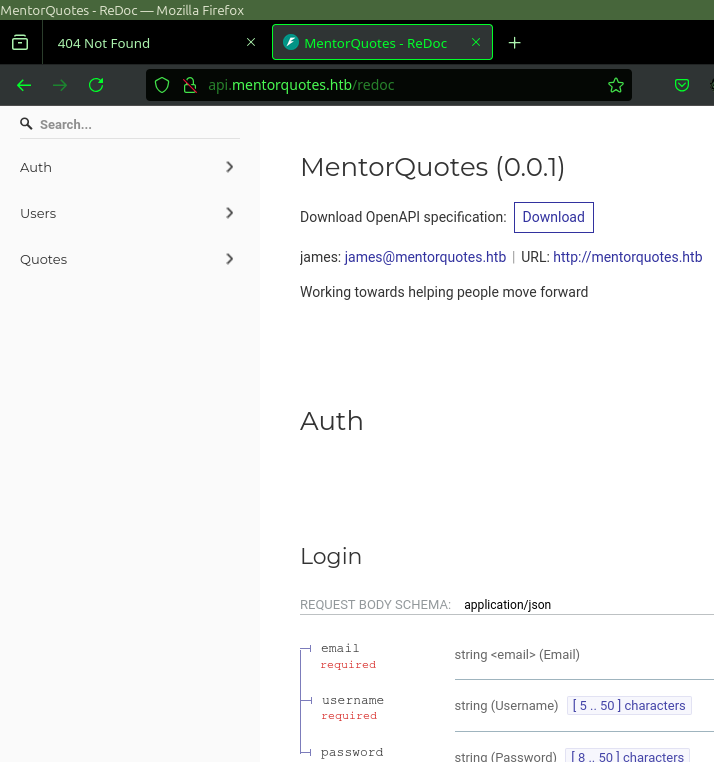 MentorQuotes - ReDoc — Mozilla Firefox
404 Not Found
MentorQuotes - ReDoc
api.mentorquotes.htb/redoc
Search...
Auth
Users
Quotes
MentorQuotes (0.0.1)
Download OpenAPI specification: Download
james: james@mentorquotes.htb | URL: http://mentorquotes.htb
Working towards helping people move forward
Auth
Login
REQUEST BODY SCHEMA: application/json
email
required
string <email> (Email)
username
required
string (Username) [ 5 .. 50 ] characters
password
string (Password) [ 8 .. 50 ] characters